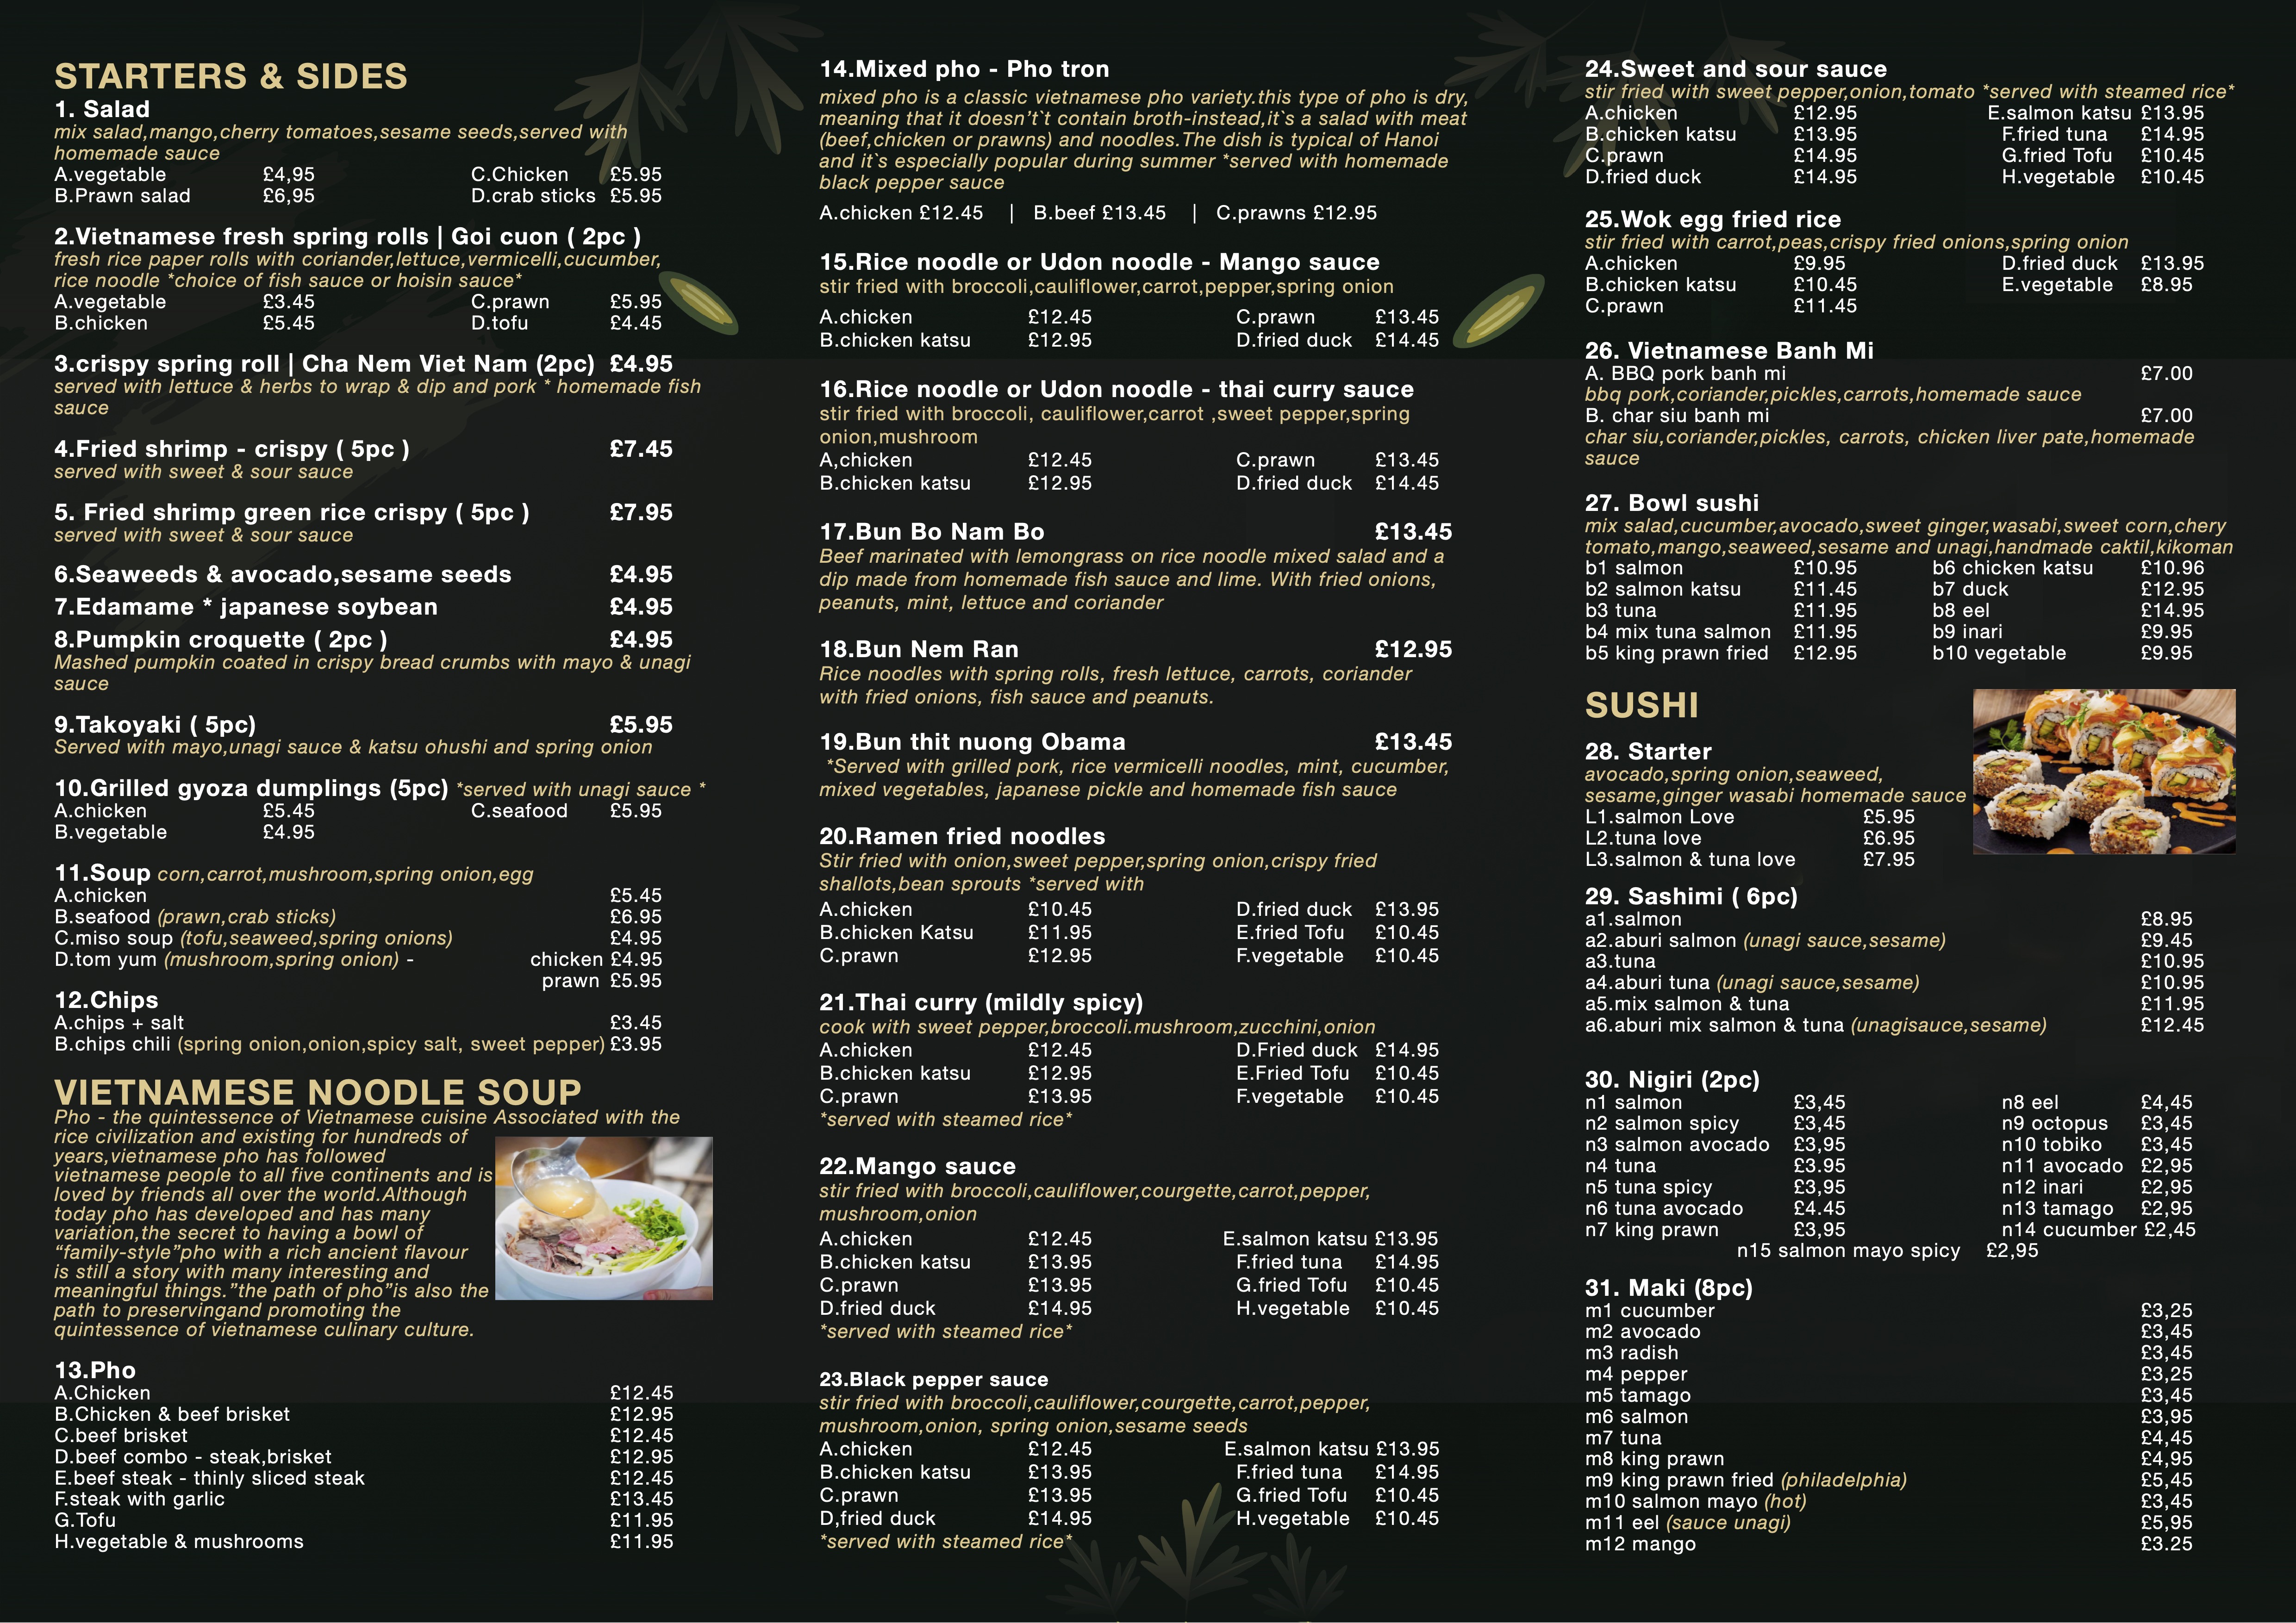 STARTERS & SIDES
1. Salad
mix salad,mango,cherry tomatoes,sesame seeds,served with
homemade sauce
A.vegetable £4,95 C.Chicken £5.95
B.Prawn salad £6,95 D.crab sticks £5.95
2.Vietnamese fresh spring rolls | Goi cuon ( 2pc )
fresh rice paper rolls with coriander,lettuce,vermicelli,cucumber,
rice noodle *choice of fish sauce or hoisin sauce*
A.vegetable £3.45 C.prawn £5.95
B.chicken £5.45 D.tofu £4.45
3.crispy spring roll | Cha Nem Viet Nam (2pc) £4.95
served with lettuce & herbs to wrap & dip and pork * homemade fish
sauce
4.Fried shrimp - crispy ( 5pc ) £7.45
served with sweet & sour sauce
5. Fried shrimp green rice crispy ( 5pc ) £7.95
served with sweet & sour sauce
6.Seaweeds & avocado,sesame seeds £4.95
7.Edamame * japanese soybean £4.95
8.Pumpkin croquette ( 2pc ) £4.95
Mashed pumpkin coated in crispy bread crumbs with mayo & unagi
sauce
9.Takoyaki ( 5pc) £5.95
Served with mayo,unagi sauce & katsu ohushi and spring onion
10.Grilled gyoza dumplings (5pc) *served with unagi sauce *
A.chicken £5.45 C.seafood £5.95
B.vegetable £4.95
11.Soup corn,carrot,mushroom,spring onion,egg
A.chicken £5.45
B.seafood (prawn,crab sticks) £6.95
C.miso soup (tofu,seaweed,spring onions) £4.95
D.tom yum (mushroom,spring onion) - chicken £4.95
prawn £5.95
12.Chips
A.chips + salt £3.45
B.chips chili (spring onion,onion,spicy salt, sweet pepper) £3.95
VIETNAMESE NOODLE SOUP
Pho - the quintessence of Vietnamese cuisine Associated with the
rice civilization and existing for hundreds of
years,vietnamese pho has followed
vietnamese people to all five continents and is
loved by friends all over the world.Although
today pho has developed and has many
variation,the secret to having a bowl of
“family-style”pho with a rich ancient flavour
is still a story with many interesting and
meaningful things.”the path of pho”is also the
path to preservingand promoting the
quintessence of vietnamese culinary culture.
13.Pho
A.Chicken £12.45
B.Chicken & beef brisket £12.95
C.beef brisket £12.45
D.beef combo - steak,brisket £12.95
E.beef steak - thinly sliced steak £12.45
F.steak with garlic £13.45
G.Tofu £11.95
H.vegetable & mushrooms £11.95
14.Mixed pho - Pho tron
mixed pho is a classic vietnamese pho variety.this type of pho is dry,
meaning that it doesn't`t contain broth-instead,it`s a salad with meat
(beef,chicken or prawns) and noodles.The dish is typical of Hanoi
and it`s especially popular during summer *served with homemade
black pepper sauce
A.chicken £12.45 | B.beef £13.45 | C.prawns £12.95
15.Rice noodle or Udon noodle - Mango sauce
stir fried with broccoli,cauliflower,carrot,pepper,spring onion
A.chicken £12.45 C.prawn £13.45
B.chicken katsu £12.95 D.fried duck £14.45
16.Rice noodle or Udon noodle - thai curry sauce
stir fried with broccoli, cauliflower,carrot ,sweet pepper,spring
onion,mushroom
A,chicken £12.45 C.prawn £13.45
B.chicken katsu £12.95 D.fried duck £14.45
17.Bun Bo Nam Bo £13.45
Beef marinated with lemongrass on rice noodle mixed salad and a
dip made from homemade fish sauce and lime. With fried onions,
peanuts, mint, lettuce and coriander
18.Bun Nem Ran £12.95
Rice noodles with spring rolls, fresh lettuce, carrots, coriander
with fried onions, fish sauce and peanuts.
19.Bun thit nuong Obama £13.45
*Served with grilled pork, rice vermicelli noodles, mint, cucumber,
mixed vegetables, japanese pickle and homemade fish sauce
20.Ramen fried noodles
Stir fried with onion,sweet pepper,spring onion,crispy fried
shallots,bean sprouts *served with
A.chicken £10.45 D.fried duck £13.95
B.chicken Katsu £11.95 E.fried Tofu £10.45
C.prawn £12.95 F.vegetable £10.45
21.Thai curry (mildly spicy)
cook with sweet pepper,broccoli.mushroom,zucchini,onion
A.chicken £12.45 D.Fried duck £14.95
B.chicken katsu £12.95 E.Fried Tofu £10.45
C.prawn £13.95 F.vegetable £10.45
*served with steamed rice*
22.Mango sauce
stir fried with broccoli,cauliflower,courgette,carrot,pepper,
mushroom,onion
A.chicken £12.45 E.salmon katsu £13.95
B.chicken katsu £13.95 F.fried tuna £14.95
C.prawn £13.95 G.fried Tofu £10.45
D.fried duck £14.95 H.vegetable £10.45
*served with steamed rice*
23.Black pepper sauce
stir fried with broccoli,cauliflower,courgette,carrot,pepper,
mushroom,onion, spring onion,sesame seeds
A.chicken £12.45 E.salmon katsu £13.95
B.chicken katsu £13.95 F.fried tuna £14.95
C.prawn £13.95 G.fried Tofu £10.45
D,fried duck £14.95 H.vegetable £10.45
*served with steamed rice*
24.Sweet and sour sauce
stir fried with sweet pepper,onion,tomato *served with steamed rice*
A.chicken £12.95 E.salmon katsu £13.95
B.chicken katsu £13.95 F.fried tuna £14.95
C.prawn £14.95 G.fried Tofu £10.45
D.fried duck £14.95 H.vegetable £10.45
25.Wok egg fried rice
stir fried with carrot,peas,crispy fried onions,spring onion
A.chicken £9.95 D.fried duck £13.95
B.chicken katsu £10.45 E.vegetable £8.95
C.prawn £11.45
26. Vietnamese Banh Mi
A. BBQ pork banh mi £7.00
bbq pork,coriander,pickles,carrots,homemade sauce
B. char siu banh mi £7.00
char siu,coriander,pickles, carrots, chicken liver pate,homemade
sauce
27. Bowl sushi
mix salad,cucumber,avocado,sweet ginger,wasabi,sweet corn,chery
tomato,mango,seaweed,sesame and unagi,handmade caktil,kikoman
b1 salmon £10.95 b6 chicken katsu £10.96
b2 salmon katsu £11.45 b7 duck £12.95
b3 tuna £11.95 b8 eel £14.95
b4 mix tuna salmon £11.95 b9 inari £9.95
b5 king prawn fried £12.95 b10 vegetable £9.95
SUSHI
28. Starter
avocado,spring onion,seaweed,
sesame,ginger wasabi homemade sauce
L1.salmon Love £5.95
L2.tuna love £6.95
L3.salmon & tuna love £7.95
29. Sashimi ( 6pc)
a1.salmon £8.95
a2.aburi salmon (unagi sauce,sesame) £9.45
a3.tuna £10.95
a4.aburi tuna (unagi sauce,sesame) £10.95
a5.mix salmon & tuna £11.95
a6.aburi mix salmon & tuna (unagisauce,sesame) £12.45
30. Nigiri (2pc)
n1 salmon £3,45 n8 eel £4,45
n2 salmon spicy £3,45 n9 octopus £3,45
n3 salmon avocado £3,95 n10 tobiko £3,45
n4 tuna £3.95 n11 avocado £2,95
n5 tuna spicy £3,95 n12 inari £2,95
n6 tuna avocado £4.45 n13 tamago £2,95
n7 king prawn £3,95 n14 cucumber £2,45
n15 salmon mayo spicy £2,95
31. Maki (8pc)
m1 cucumber £3,25
m2 avocado £3,45
m3 radish £3,45
m4 pepper £3,25
m5 tamago £3,45
m6 salmon £3,95
m7 tuna £4,45
m8 king prawn £4,95
m9 king prawn fried (philadelphia) £5,45
m10 salmon mayo (hot) £3,45
m11 eel (sauce unagi) £5,95
m12 mango £3.25